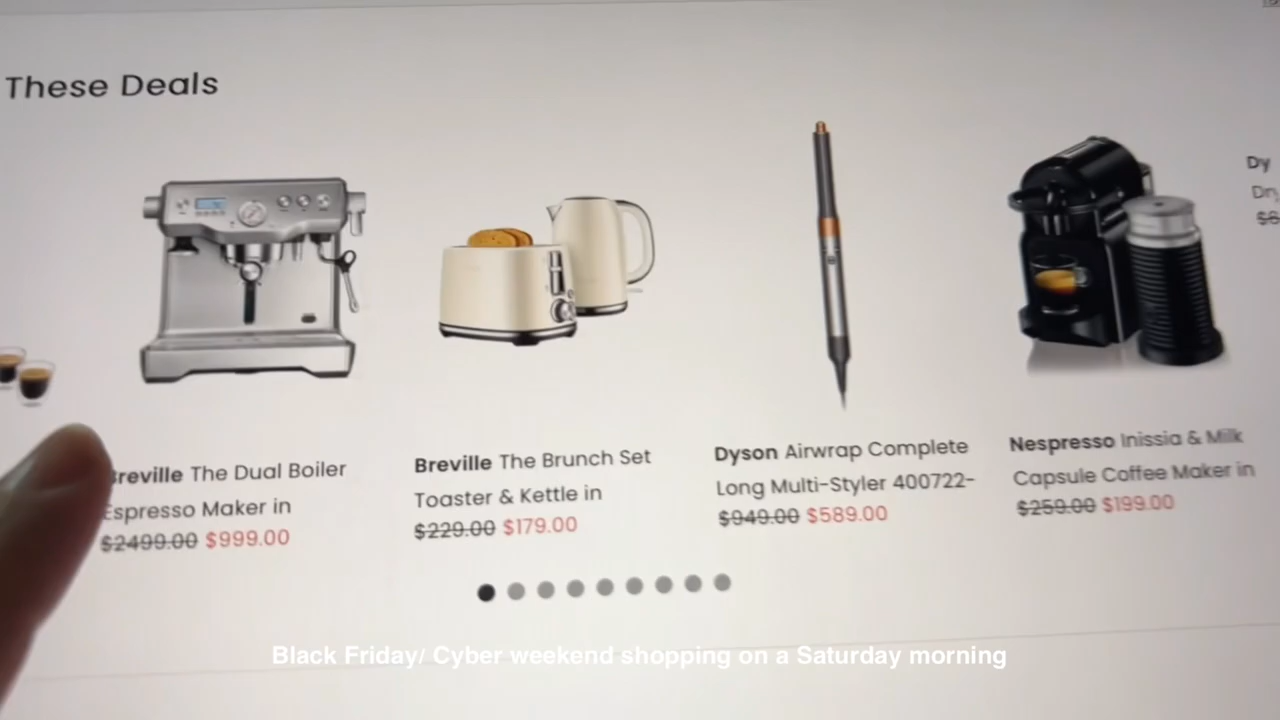 These Deals
Breville The Dual Boiler
Espresso Maker in
$2499.00 $999.00
Breville The Brunch Set
Toaster & Kettle in
$229.00 $179.00
Dyson Airwrap Complete
Long Multi-Styler 400722-
$949.00 $589.00
Nespresso Inissia & Milk
Capsule Coffee Maker in
$259.00 $199.00
Dy
Dry
Black Friday/ Cyber weekend shopping on a Saturday morning